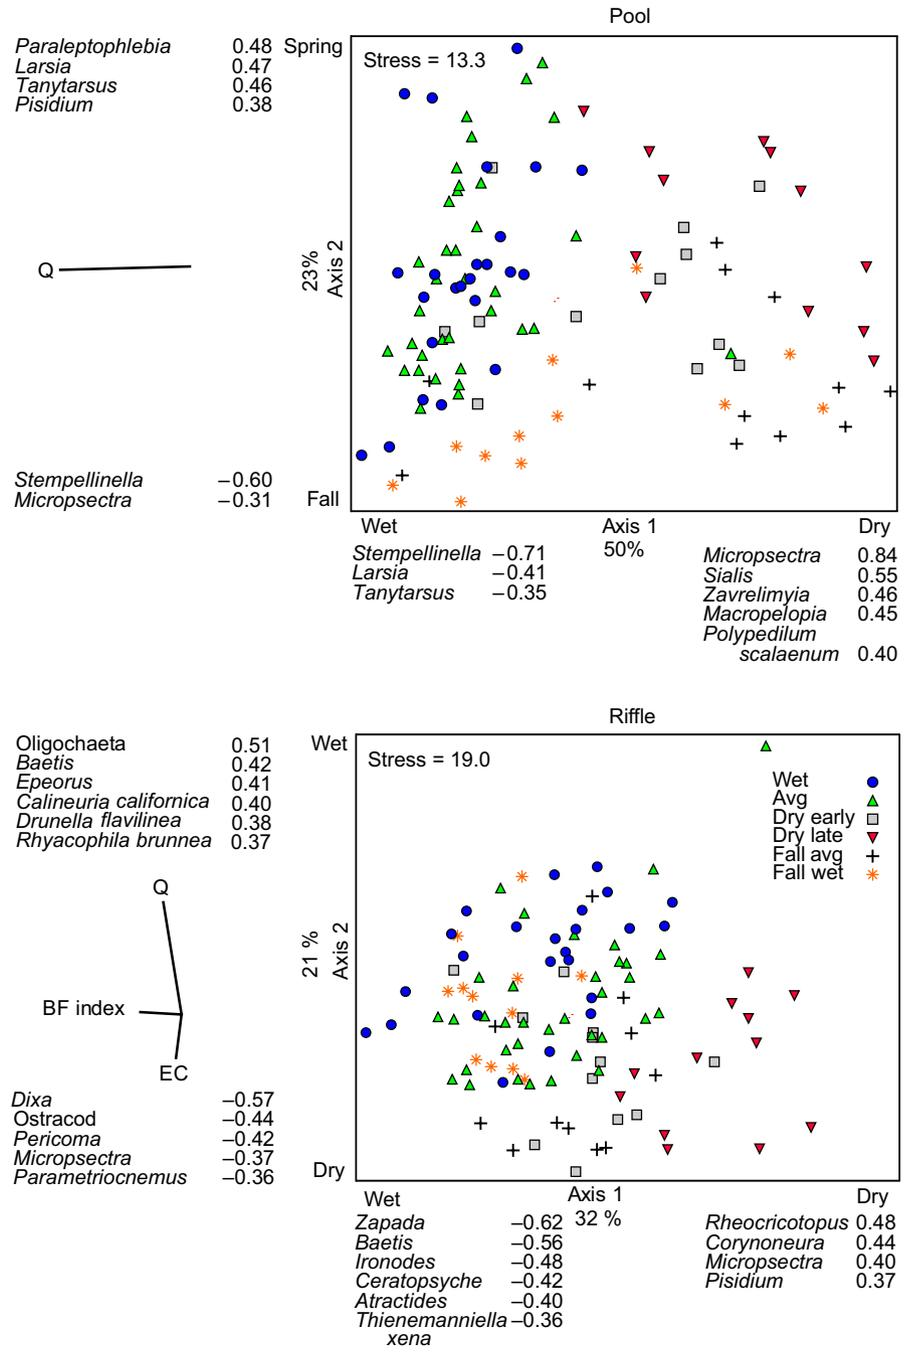 Pool
Paraleptophlebia 0.48
Larsia 0.47
Tanytarsus 0.46
Pisidium 0.38
Spring
Stress = 13.3
Q
23%
Axis 2
Stempellinella –0.60
Micropsectra –0.31
Fall
Wet
Axis 1
Dry
50%
Stempellinella –0.71
Larsia –0.41
Tanytarsus –0.35
Micropsectra 0.84
Sialis 0.55
Zavrelimyia 0.46
Macropelopia 0.45
Polypedilum
scalaenum 0.40
Riffle
Oligochaeta 0.51
Baetis 0.42
Epeorus 0.41
Calineuria californica 0.40
Drunella flavilinea 0.38
Rhyacophila brunnea 0.37
Wet
Stress = 19.0
Wet
Avg
Dry early
Dry late
Fall avg
Fall wet
Q
BF index
EC
21 %
Axis 2
Dixa –0.57
Ostracod –0.44
Pericoma –0.42
Micropsectra –0.37
Parametriocnemus –0.36
Dry
Wet
Axis 1
Dry
32 %
Zapada –0.62
Baetis –0.56
Ironodes –0.48
Ceratopsyche –0.42
Atractides –0.40
Thienemanniella –0.36
xena
Rheocricotopus 0.48
Corynoneura 0.44
Micropsectra 0.40
Pisidium 0.37